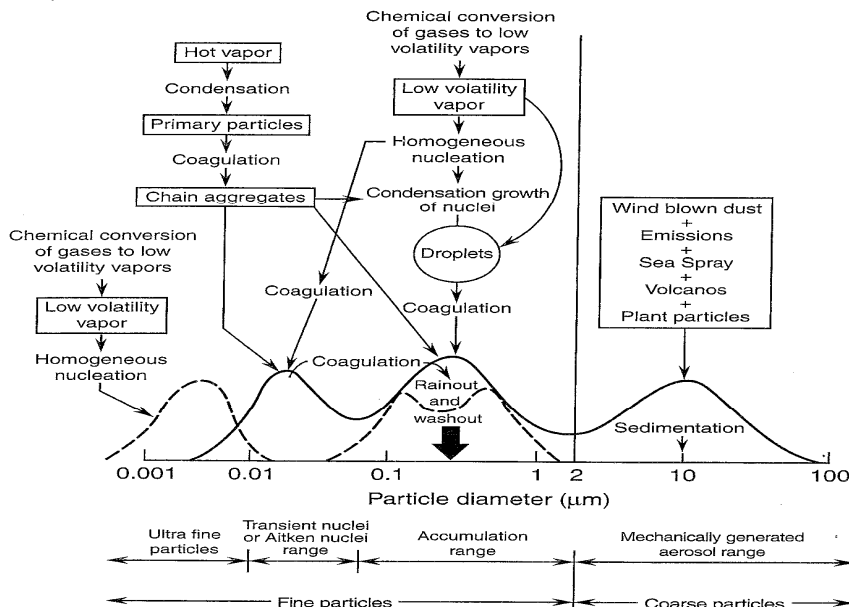 Chemical conversion
of gases to low
volatility vapors
Hot vapor
Condensation
Primary particles
Coagulation
Chain aggregates
Low volatility
vapor
Homogeneous
nucleation
Condensation growth
of nuclei
Droplets
Coagulation
Coagulation
Wind blown dust
+
Emissions
+
Sea Spray
+
Volcanos
+
Plant particles
Chemical conversion
of gases to low
volatility vapors
Low volatility
vapor
Homogeneous
nucleation
Coagulation
Rainout
and
washout
Sedimentation
0.001 0.01 0.1 1 2 10 100
Particle diameter (μm)
Ultra fine
particles
Transient nuclei
or Aitken nuclei
range
Accumulation
range
Mechanically generated
aerosol range
Fine particles
Coarse particles